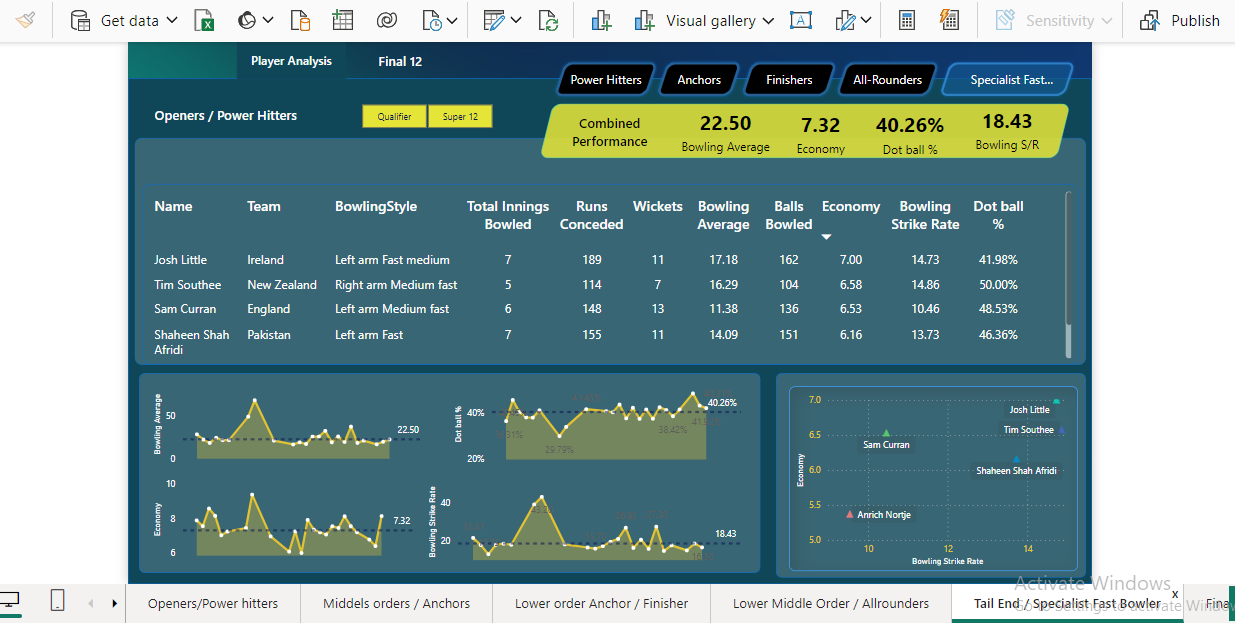 Get data
Visual gallery
Sensitivity
Publish
Player Analysis
Final 12
Power Hitters
Anchors
Finishers
All-Rounders
Specialist Fast...
Openers / Power Hitters
Qualifier
Super 12
Combined
Performance
22.50
Bowling Average
7.32
Economy
40.26%
Dot ball %
18.43
Bowling S/R
Name Team BowlingStyle Total Innings Bowled Runs Conceded Wickets Bowling Average Balls Bowled Economy Bowling Strike Rate Dot ball %
Josh Little Ireland Left arm Fast medium 7 189 11 17.18 162 7.00 14.73 41.98%
Tim Southee New Zealand Right arm Medium fast 5 114 7 16.29 104 6.58 14.86 50.00%
Sam Curran England Left arm Medium fast 6 148 13 11.38 136 6.53 10.46 48.53%
Shaheen Shah Afridi Pakistan Left arm Fast 7 155 11 14.09 151 6.16 13.73 46.36%
Bowling Average
50
0
22.50
Dot ball %
40%
20%
29.79%
38.42%
40.26%
Economy
10
8
6
7.32
Bowling Strike Rate
40
20
18.43
Economy
7.0
6.5
6.0
5.5
5.0
Josh Little
Tim Southee
Sam Curran
Shaheen Shah Afridi
Anrich Nortje
10 12 14
Bowling Strike Rate
Activate Windows
Go to Settings to activate Windows
Openers/Power hitters
Middels orders / Anchors
Lower order Anchor / Finisher
Lower Middle Order / Allrounders
Tail End / Specialist Fast Bowler
x